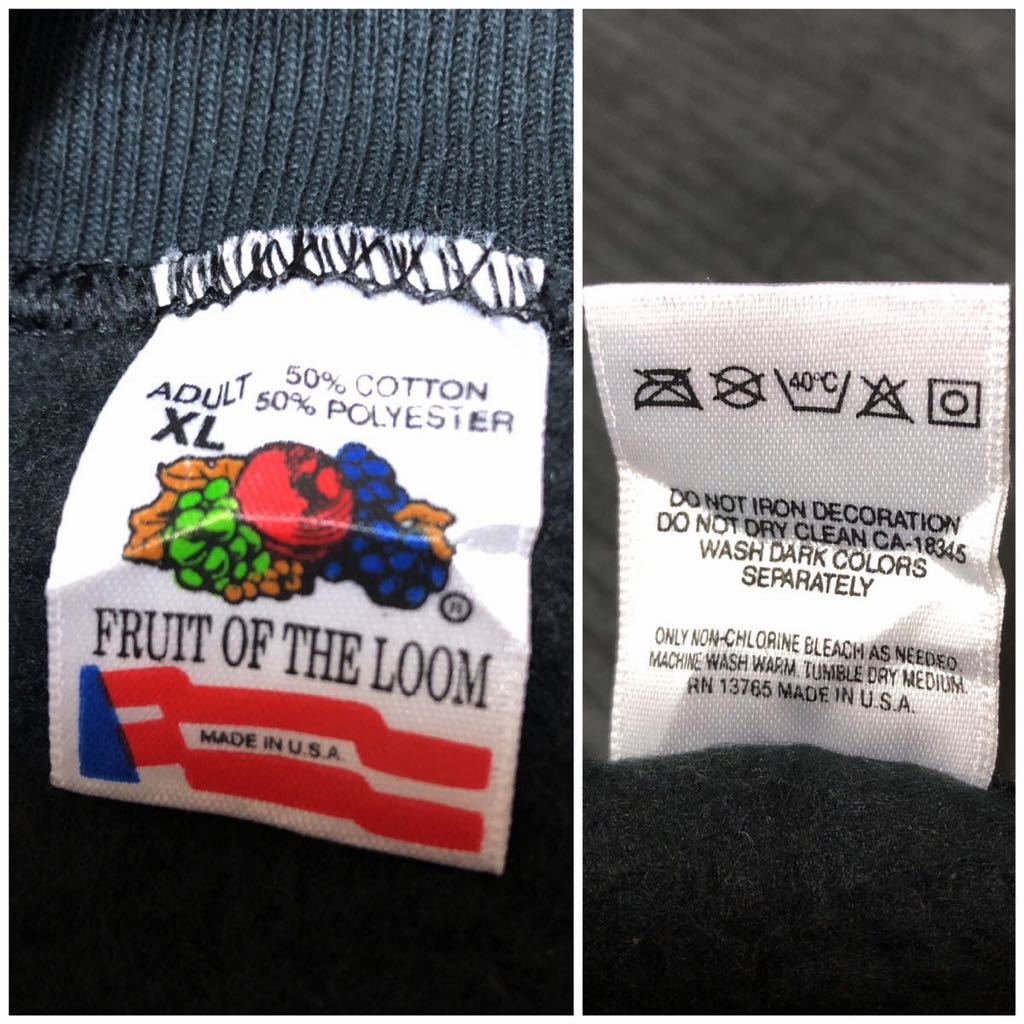 ADULT
XL
50% COTTON
50% POLYESTER
®
FRUIT OF THE LOOM
MADE IN U.S.A.
40°C
DO NOT IRON DECORATION
DO NOT DRY CLEAN CA-18345
WASH DARK COLORS
SEPARATELY
ONLY NON-CHLORINE BLEACH AS NEEDED.
MACHINE WASH WARM. TUMBLE DRY MEDIUM.
RN 13765 MADE IN U.S.A.